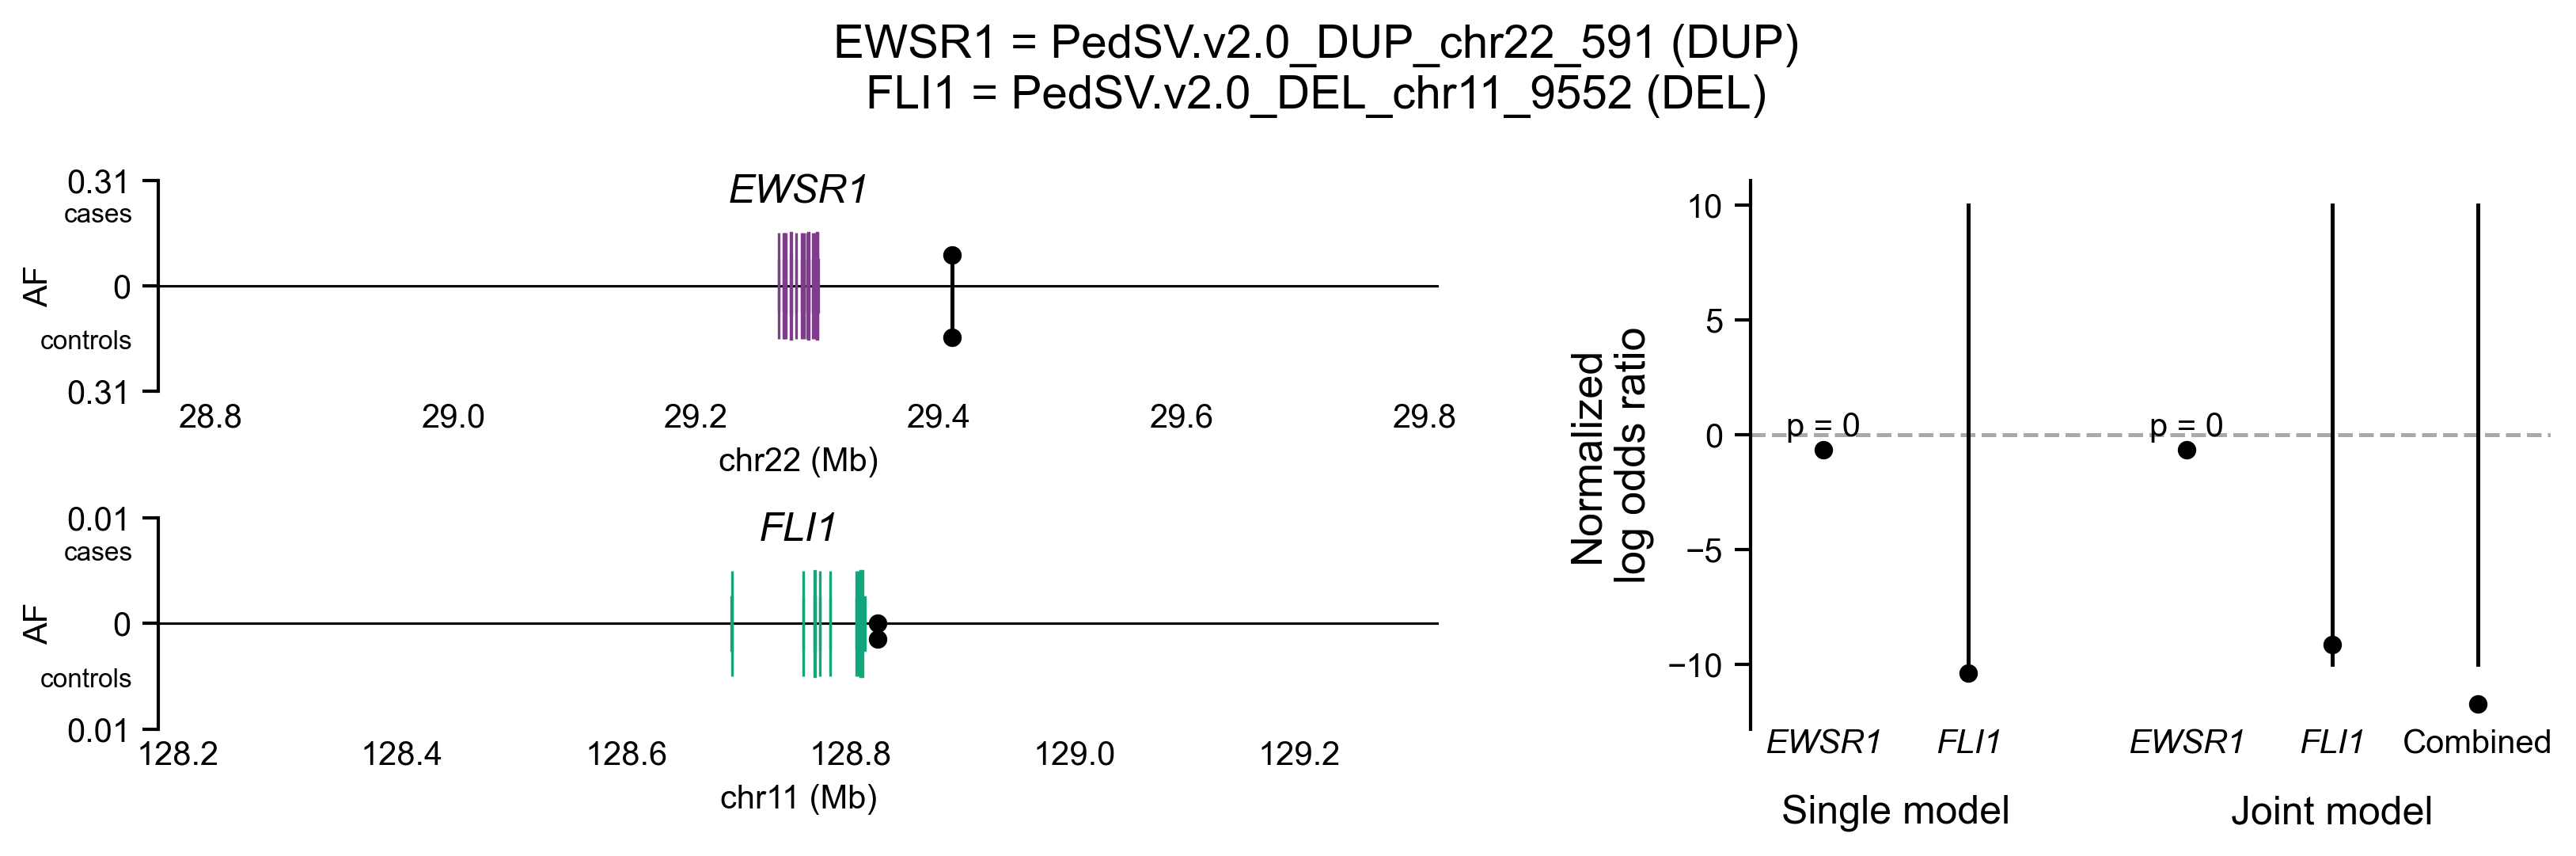 EWSR1 = PedSV.v2.0_DUP_chr22_591 (DUP)
FLI1 = PedSV.v2.0_DEL_chr11_9552 (DEL)
EWSR1
0.31
cases
AF
0
controls
0.31
28.8 29.0 29.2 29.4 29.6 29.8
chr22 (Mb)
FLI1
0.01
cases
AF
0
controls
0.01
128.2 128.4 128.6 128.8 129.0 129.2
chr11 (Mb)
Normalized
log odds ratio
10
5
0
−5
−10
p = 0 p = 0
EWSR1 FLI1 EWSR1 FLI1 Combined
Single model Joint model